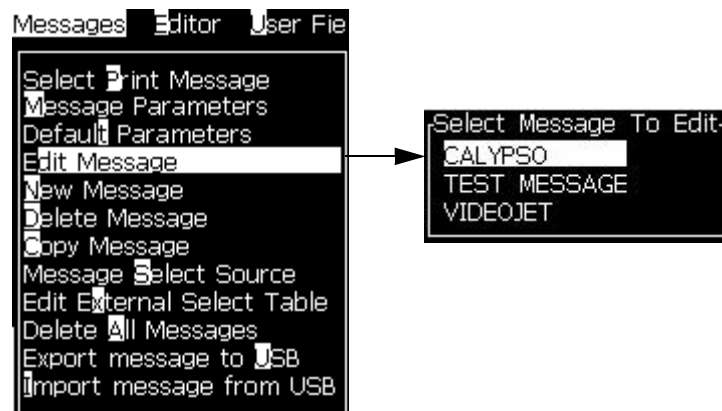 Messages Editor User Fie
Select Print Message
Message Parameters
Default Parameters
Edit Message
New Message
Delete Message
Copy Message
Message Select Source
Edit External Select Table
Delete All Messages
Export message to USB
Import message from USB
Select Message To Edit
CALYPSO
TEST MESSAGE
VIDEOJET